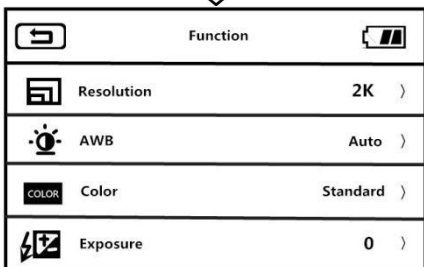 Function
Resolution 2K
AWB Auto
COLOR Color Standard
Exposure 0